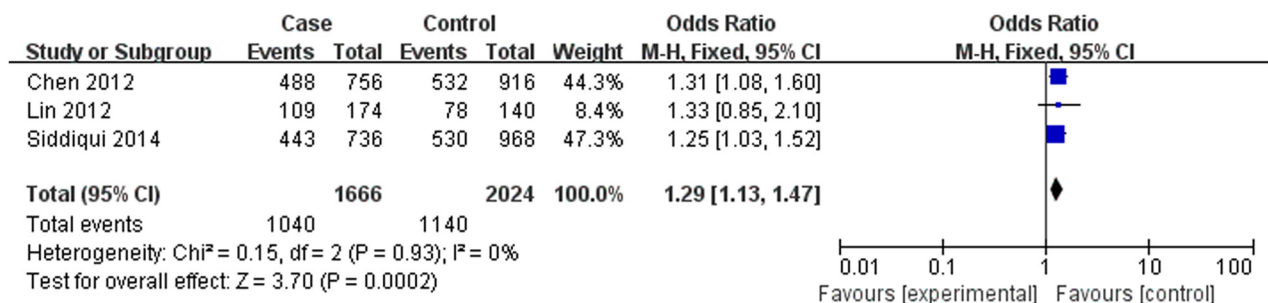 Case Control Odds Ratio Odds Ratio
Study or Subgroup Events Total Events Total Weight M-H, Fixed, 95% CI M-H, Fixed, 95% CI
Chen 2012 488 756 532 916 44.3% 1.31 [1.08, 1.60]
Lin 2012 109 174 78 140 8.4% 1.33 [0.85, 2.10]
Siddiqui 2014 443 736 530 968 47.3% 1.25 [1.03, 1.52]
Total (95% CI) 1666 2024 100.0% 1.29 [1.13, 1.47]
Total events 1040 1140
Heterogeneity: Chi² = 0.15, df = 2 (P = 0.93); I² = 0%
Test for overall effect: Z = 3.70 (P = 0.0002)
0.01 0.1 1 10 100
Favours [experimental] Favours [control]